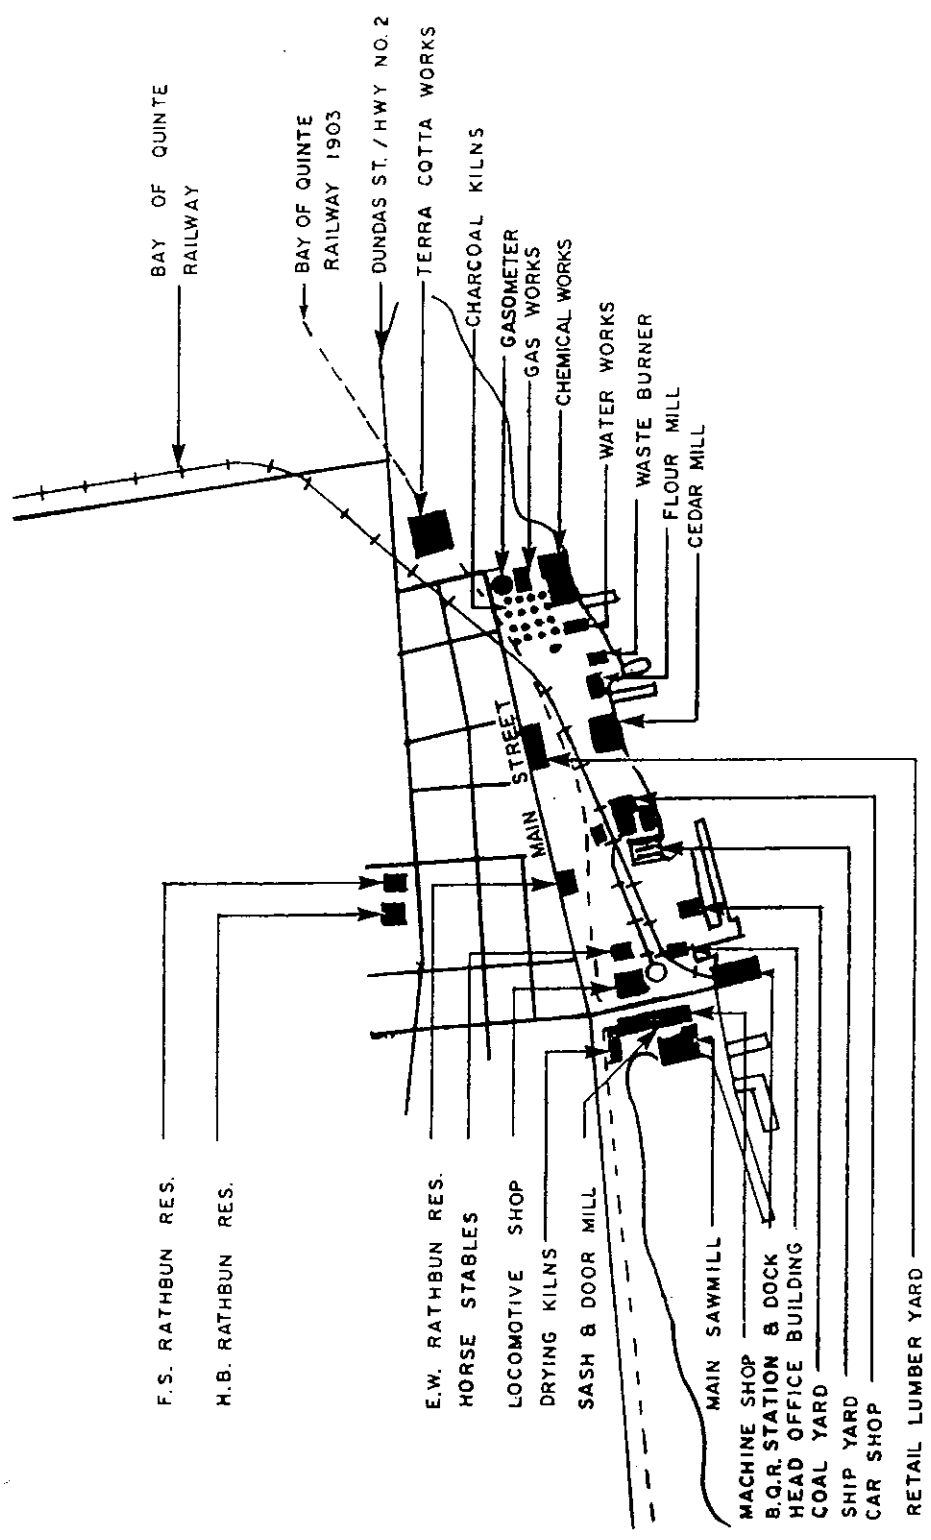 BAY OF QUINTE
RAILWAY
BAY OF QUINTE
RAILWAY 1903
DUNDAS ST. / HWY NO. 2
TERRA COTTA WORKS
CHARCOAL KILNS
GASOMETER
GAS WORKS
CHEMICAL WORKS
WATER WORKS
WASTE BURNER
FLOUR MILL
CEDAR MILL
MAIN STREET
F.S. RATHBUN RES.
H.B. RATHBUN RES.
E.W. RATHBUN RES.
HORSE STABLES
LOCOMOTIVE SHOP
DRYING KILNS
SASH & DOOR MILL
MAIN SAWMILL
MACHINE SHOP
B.Q.R. STATION & DOCK
HEAD OFFICE BUILDING
COAL YARD
SHIP YARD
CAR SHOP
RETAIL LUMBER YARD